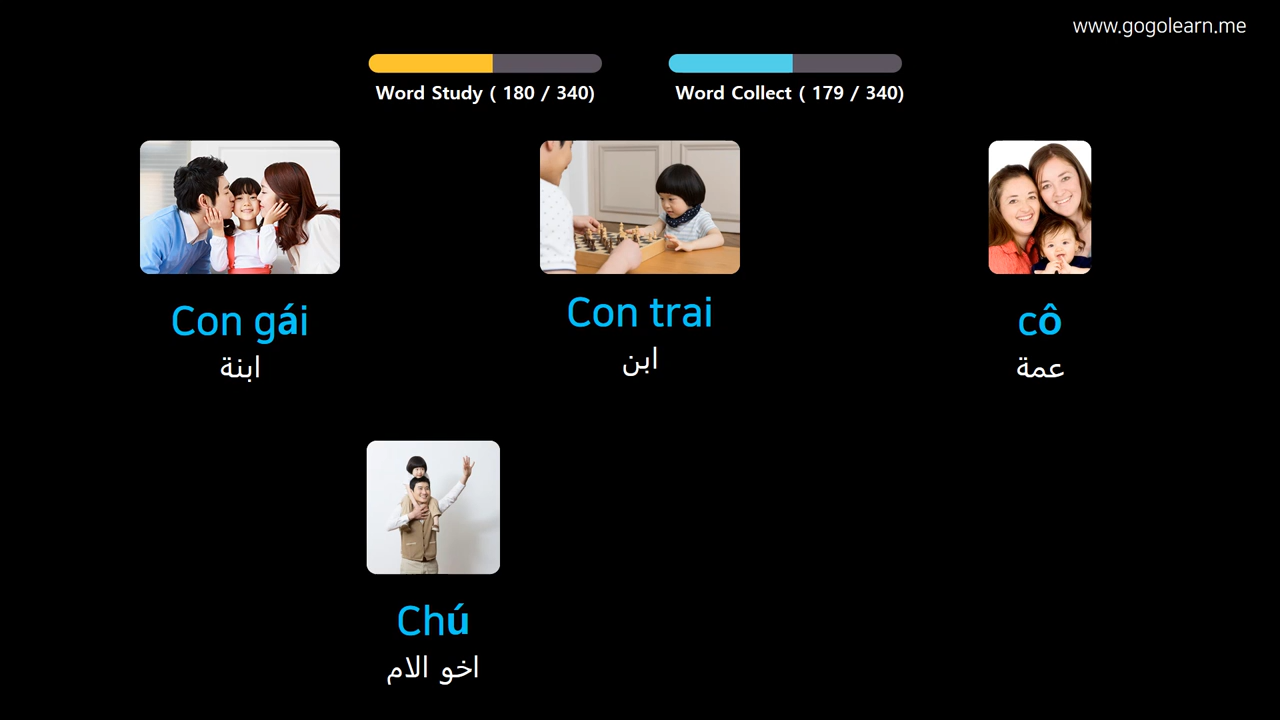 www.gogolearn.me
Word Study ( 180 / 340)
Word Collect ( 179 / 340)
Con gái
ابنة
Con trai
ابن
cô
عمة
Chú
اخو الام